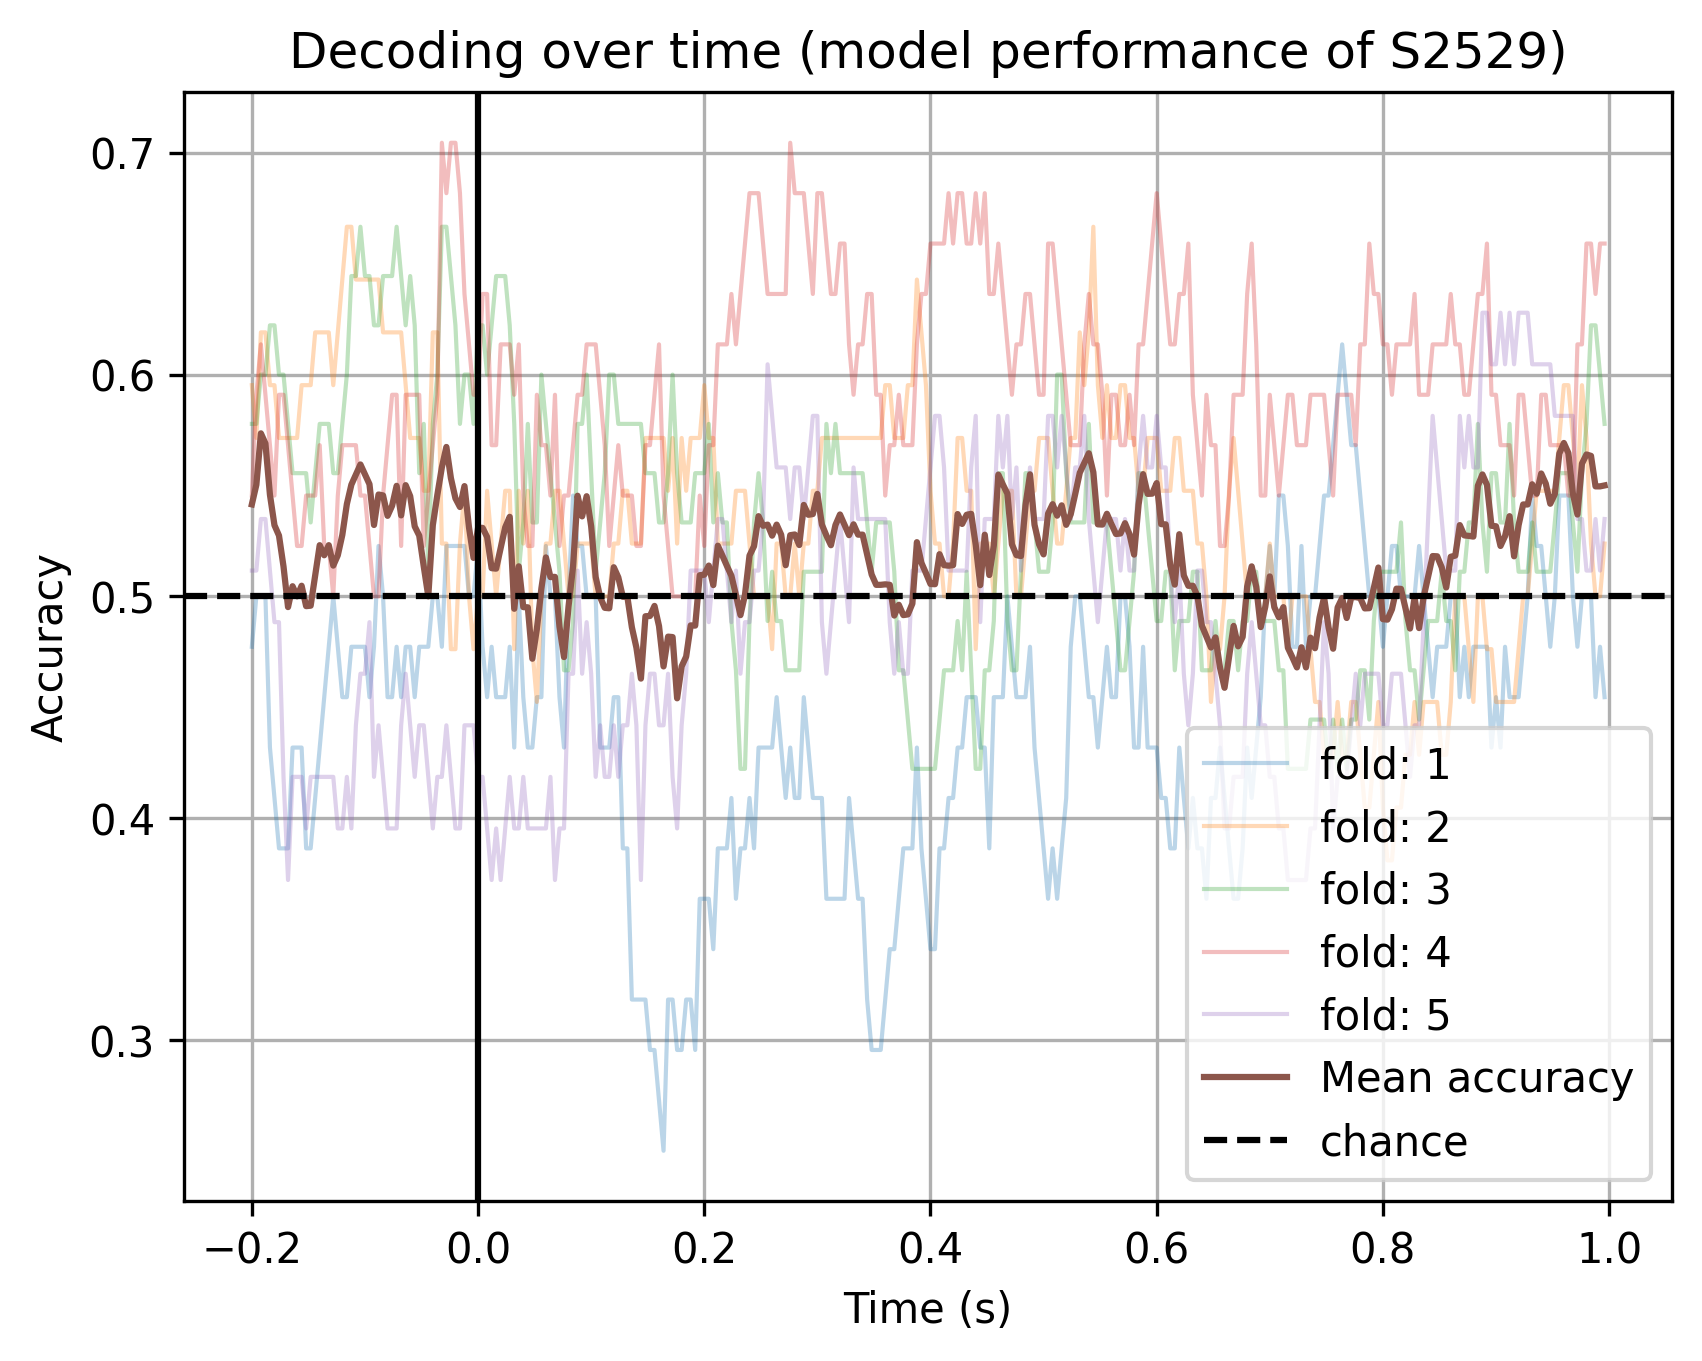 Decoding over time (model performance of S2529)
Accuracy
0.7
0.6
0.5
0.4
0.3
fold: 1
fold: 2
fold: 3
fold: 4
fold: 5
Mean accuracy
chance
−0.2 0.0 0.2 0.4 0.6 0.8 1.0
Time (s)